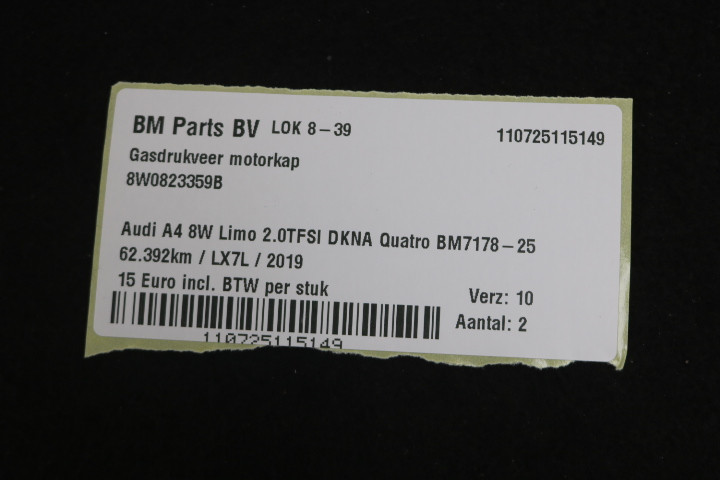 BM Parts BV LOK 8-39 110725115149
Gasdrukveer motorkap
8W0823359B
Audi A4 8W Limo 2.0TFSI DKNA Quatro BM7178-25
62.392km / LX7L / 2019
15 Euro incl. BTW per stuk
Verz: 10
Aantal: 2
110725115149